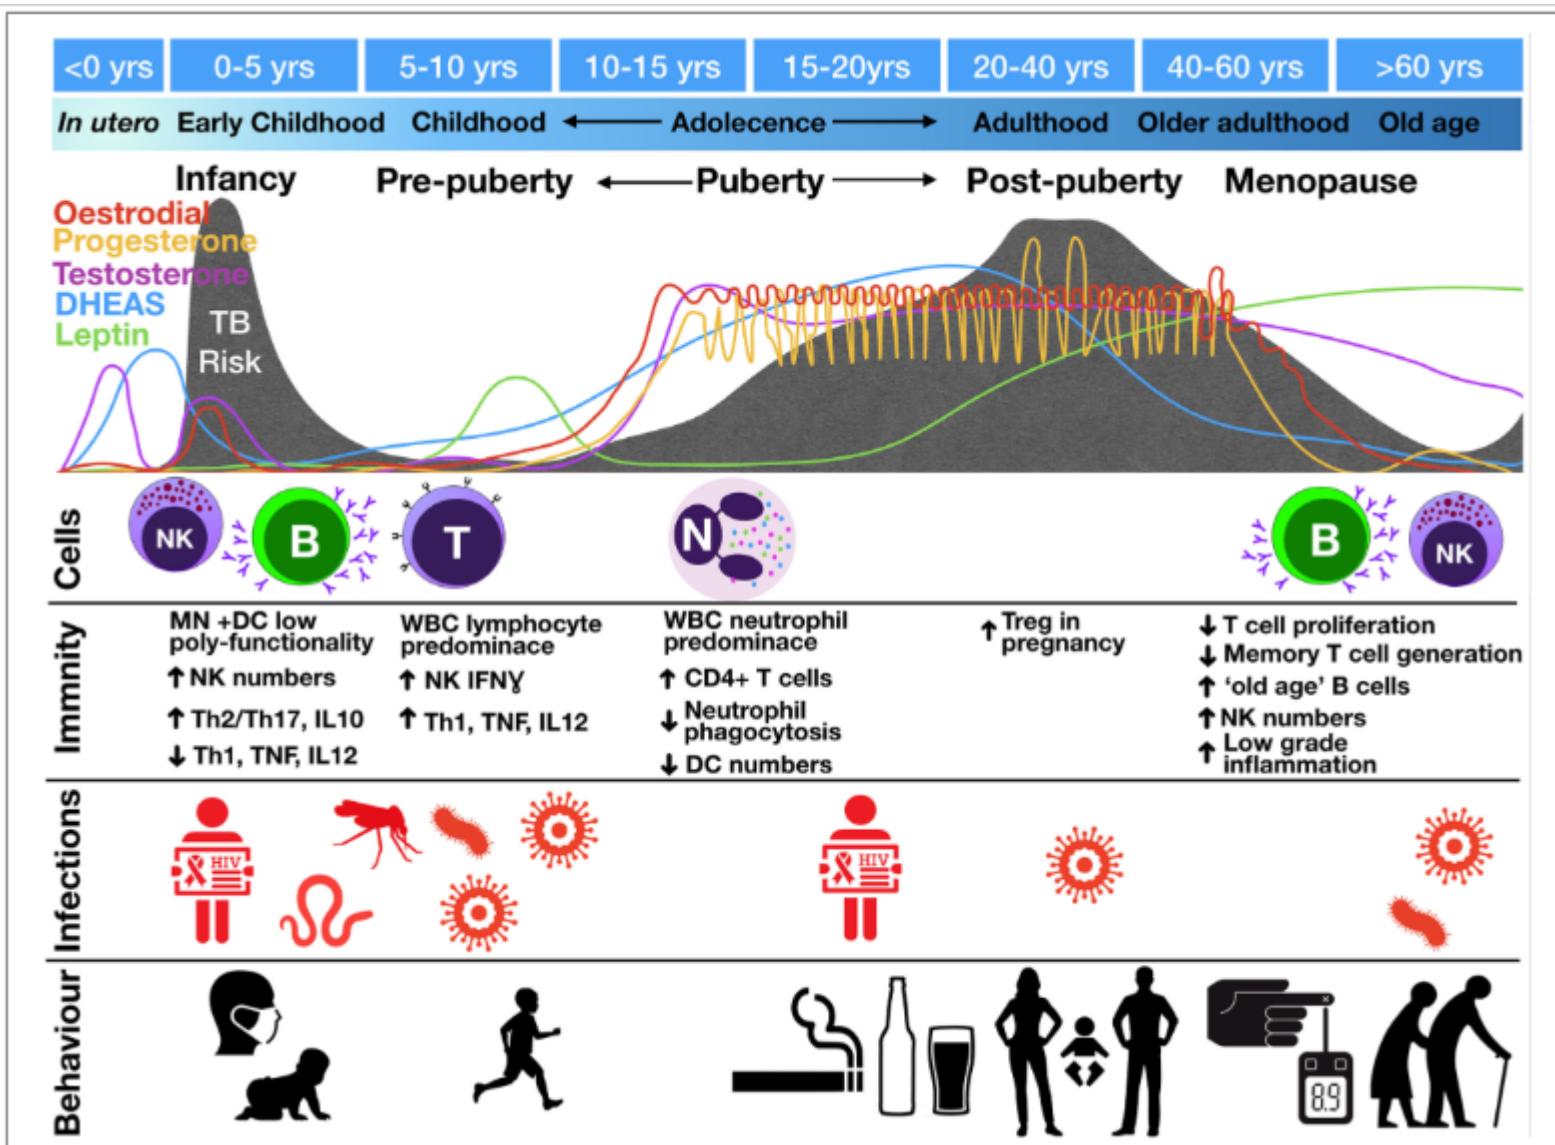 <0 yrs 0-5 yrs 5-10 yrs 10-15 yrs 15-20yrs 20-40 yrs 40-60 yrs >60 yrs
In utero Early Childhood Childhood Adolecence Adulthood Older adulthood Old age
Infancy Pre-puberty Puberty Post-puberty Menopause
Oestrodial
Progesterone
Testosterone
DHEAS
Leptin
TB
Risk
Cells
NK B T N B NK
Immnity
MN +DC low
poly-functionality
↑ NK numbers
↑ Th2/Th17, IL10
↓ Th1, TNF, IL12
WBC lymphocyte
predominace
↑ NK IFNɣ
↑ Th1, TNF, IL12
WBC neutrophil
predominace
↑ CD4+ T cells
↓ Neutrophil
phagocytosis
↓ DC numbers
↑ Treg in
pregnancy
↓ T cell proliferation
↓ Memory T cell generation
↑ ‘old age’ B cells
↑ NK numbers
↑ Low grade
inflammation
Infections
HIV
HIV
Behaviour
8.9